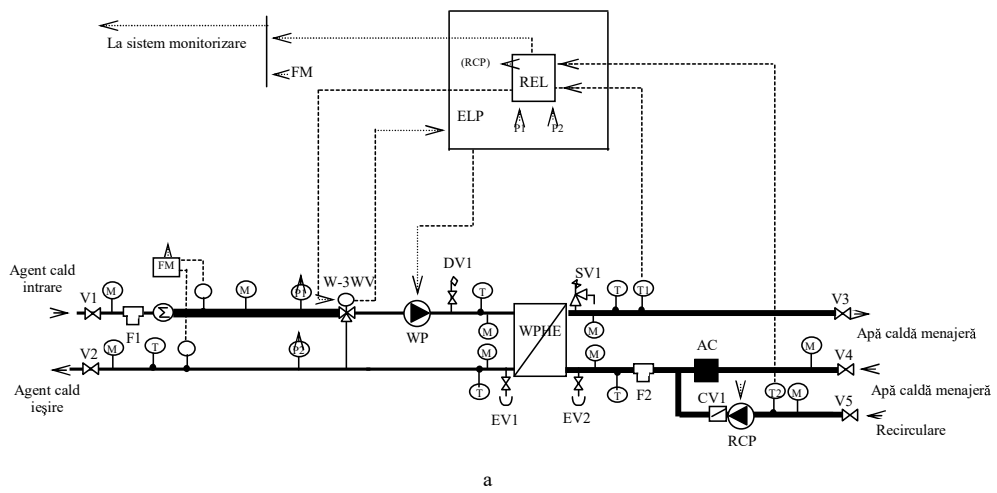 La sistem monitorizare
FM
(RCP)
REL
ELP
P1
P2
Agent cald
intrare
FM
V1
M
M
P1
W-3WV
DV1
T
SV1
T
T1
V3
F1
Σ
WP
M
WPHE
M
Apă caldă menajeră
V2
M
T
P2
M
M
AC
M
V4
Agent cald
ieșire
T
EV1
EV2
T
F2
CV1
T2
M
V5
Apă caldă menajeră
RCP
Recirculare
a